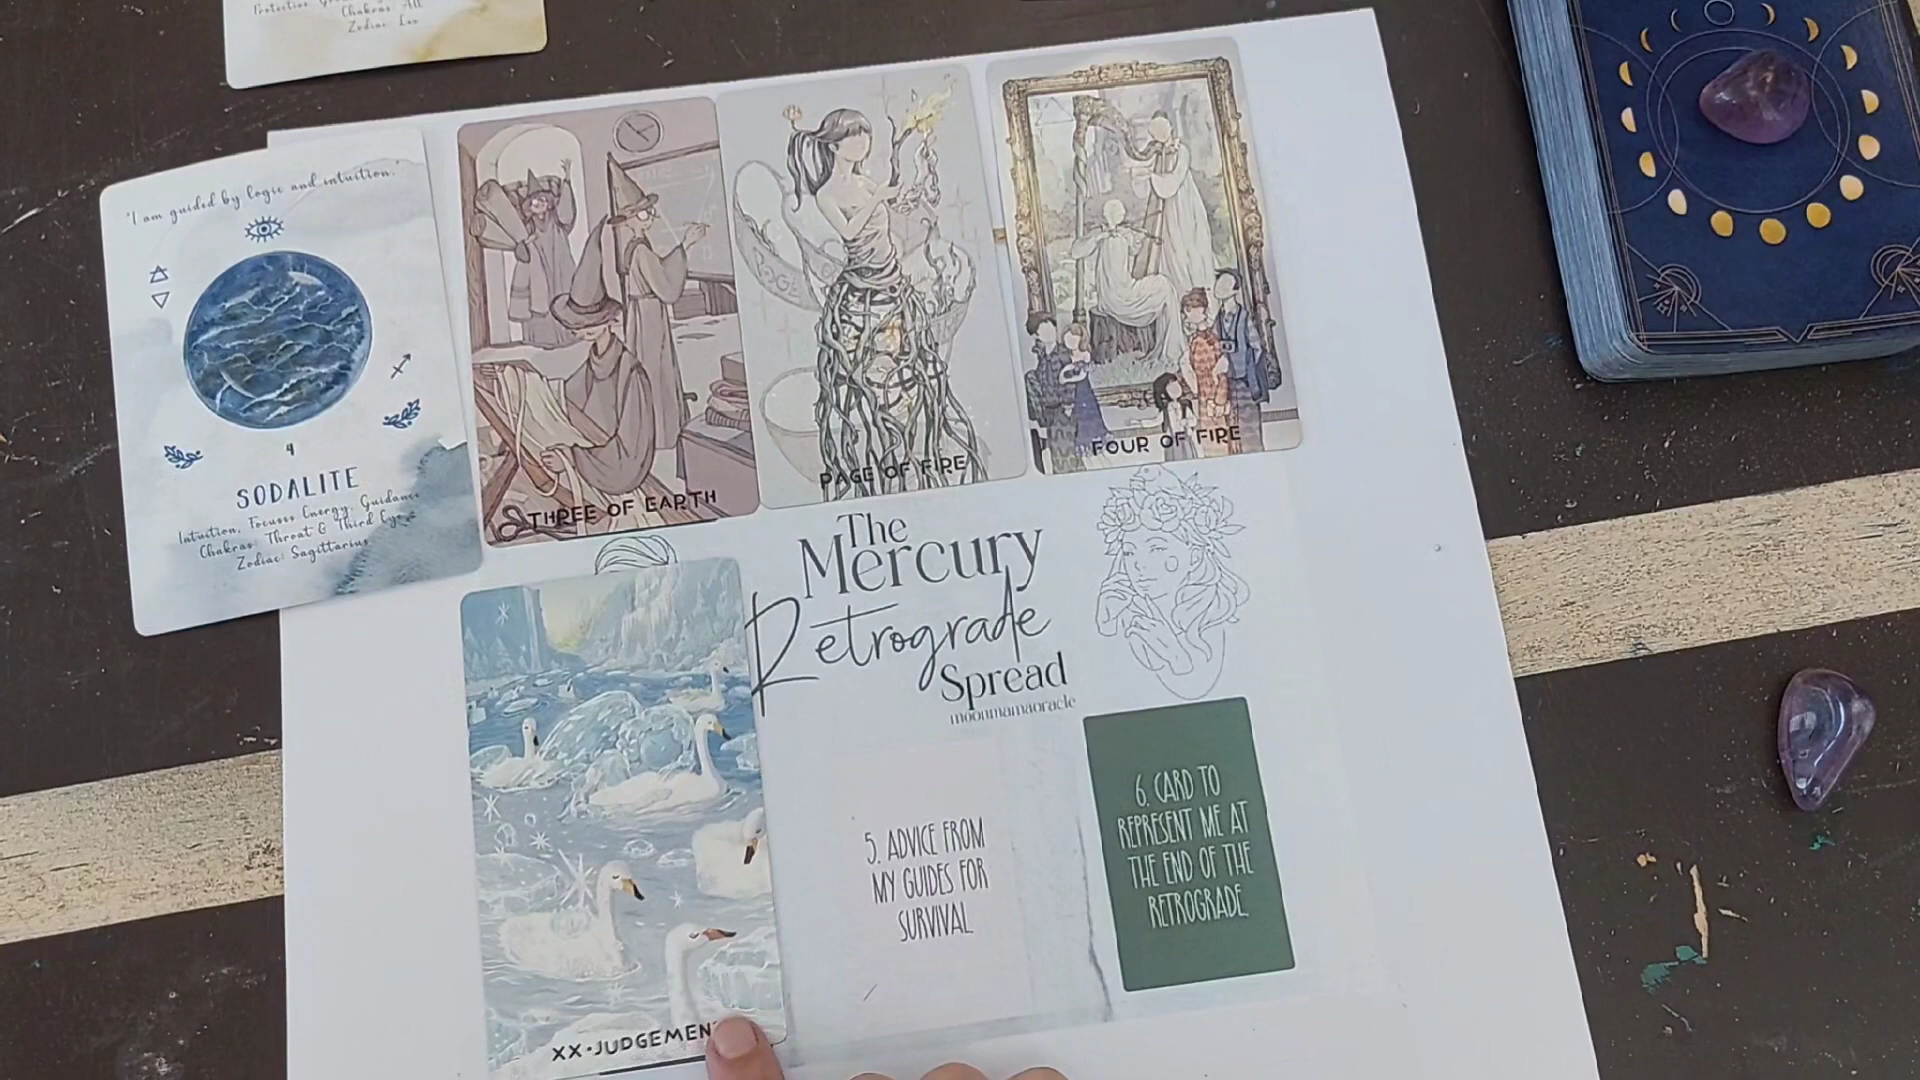 Chakras: All
Zodiac: Leo
"I am guided by logic and intuition."
4
SODALITE
Intuition, Focuses Energy, Guidance
Chakras: Throat & Third Eye
Zodiac: Sagittarius
THREE OF EARTH
PAGE OF FIRE
FOUR OF FIRE
The
Mercury
Retrograde
Spread
moonmamaoracle
XX•JUDGEMENT
5. ADVICE FROM
MY GUIDES FOR
SURVIVAL
6. CARD TO
REPRESENT ME AT
THE END OF THE
RETROGRADE.